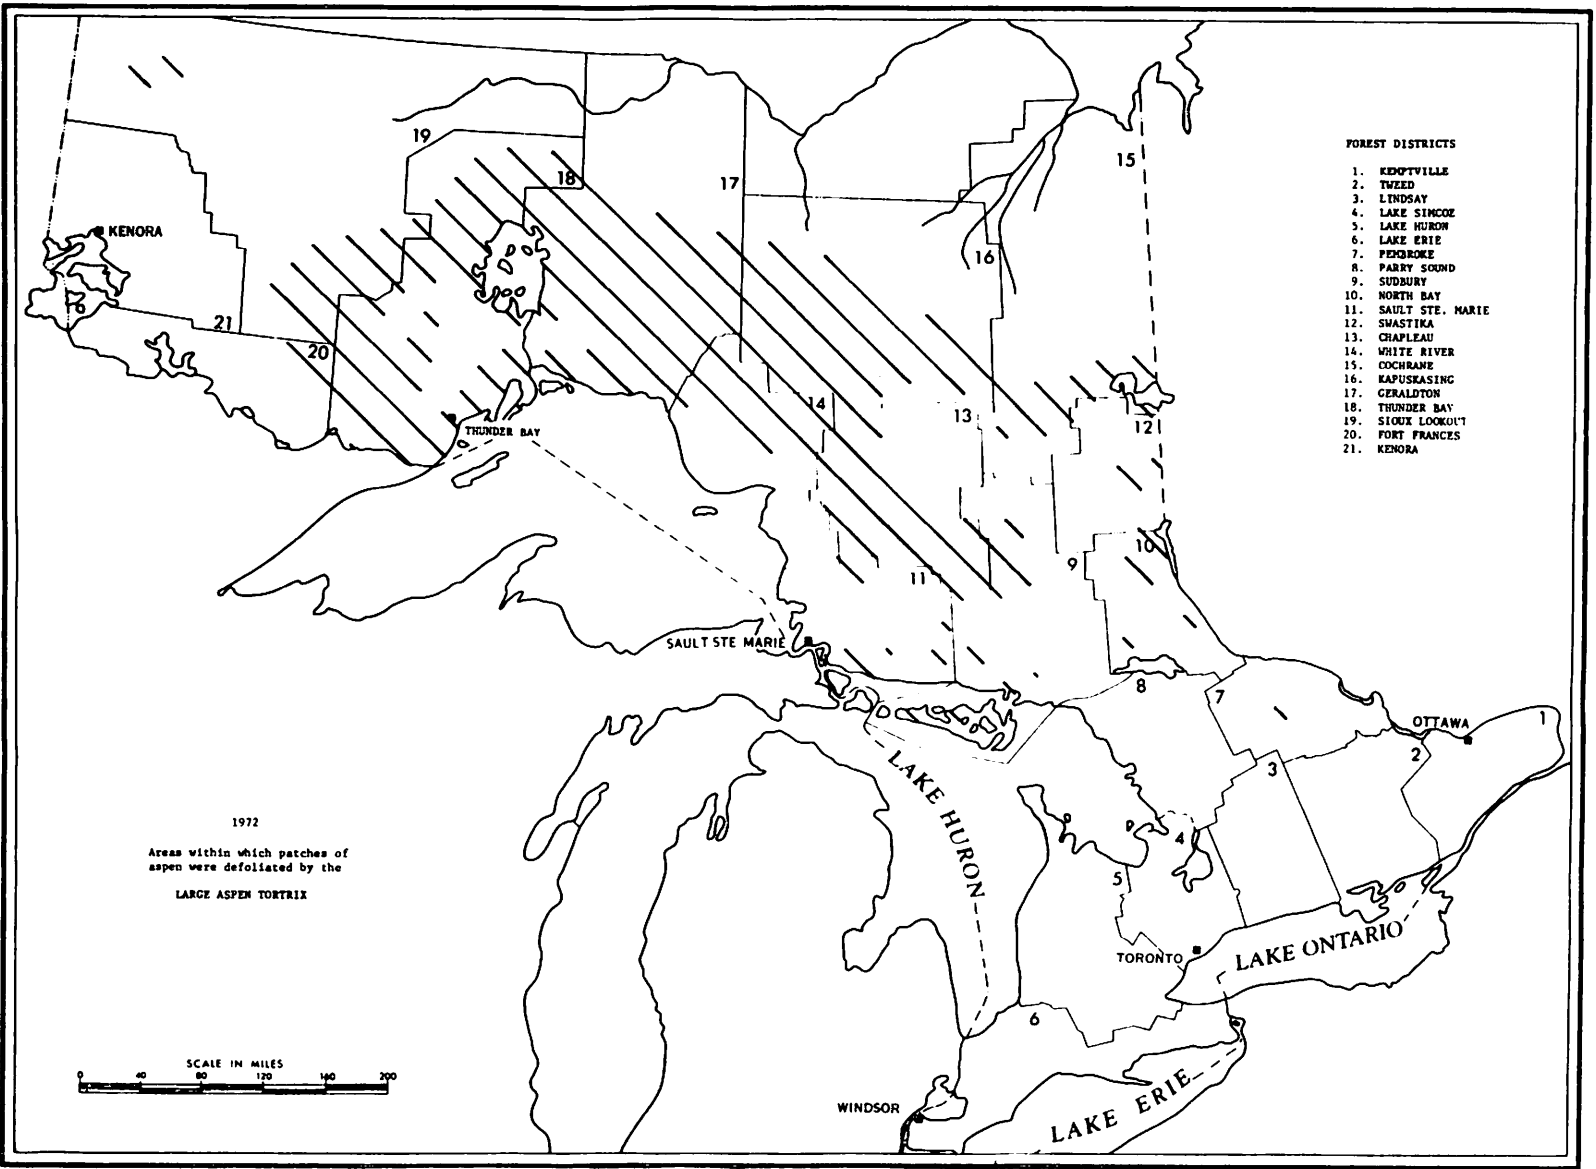 19
18
17
15
16
KENORA
21
20
14
13
12
THUNDER BAY
10
9
11
SAULT STE MARIE
8
7
OTTAWA
1
2
3
4
5
6
LAKE HURON
TORONTO
LAKE ONTARIO
WINDSOR
LAKE ERIE
FOREST DISTRICTS
1. KEMPTVILLE
2. TWEED
3. LINDSAY
4. LAKE SIMCOE
5. LAKE HURON
6. LAKE ERIE
7. PEMBROKE
8. PARRY SOUND
9. SUDBURY
10. NORTH BAY
11. SAULT STE. MARIE
12. SWASTIKA
13. CHAPLEAU
14. WHITE RIVER
15. COCHRANE
16. KAPUSKASING
17. GERALDTON
18. THUNDER BAY
19. SIOUX LOOKOUT
20. FORT FRANCES
21. KENORA
1972
Areas within which patches of
aspen were defoliated by the
LARGE ASPEN TORTRIX
SCALE IN MILES
0 40 80 120 160 200